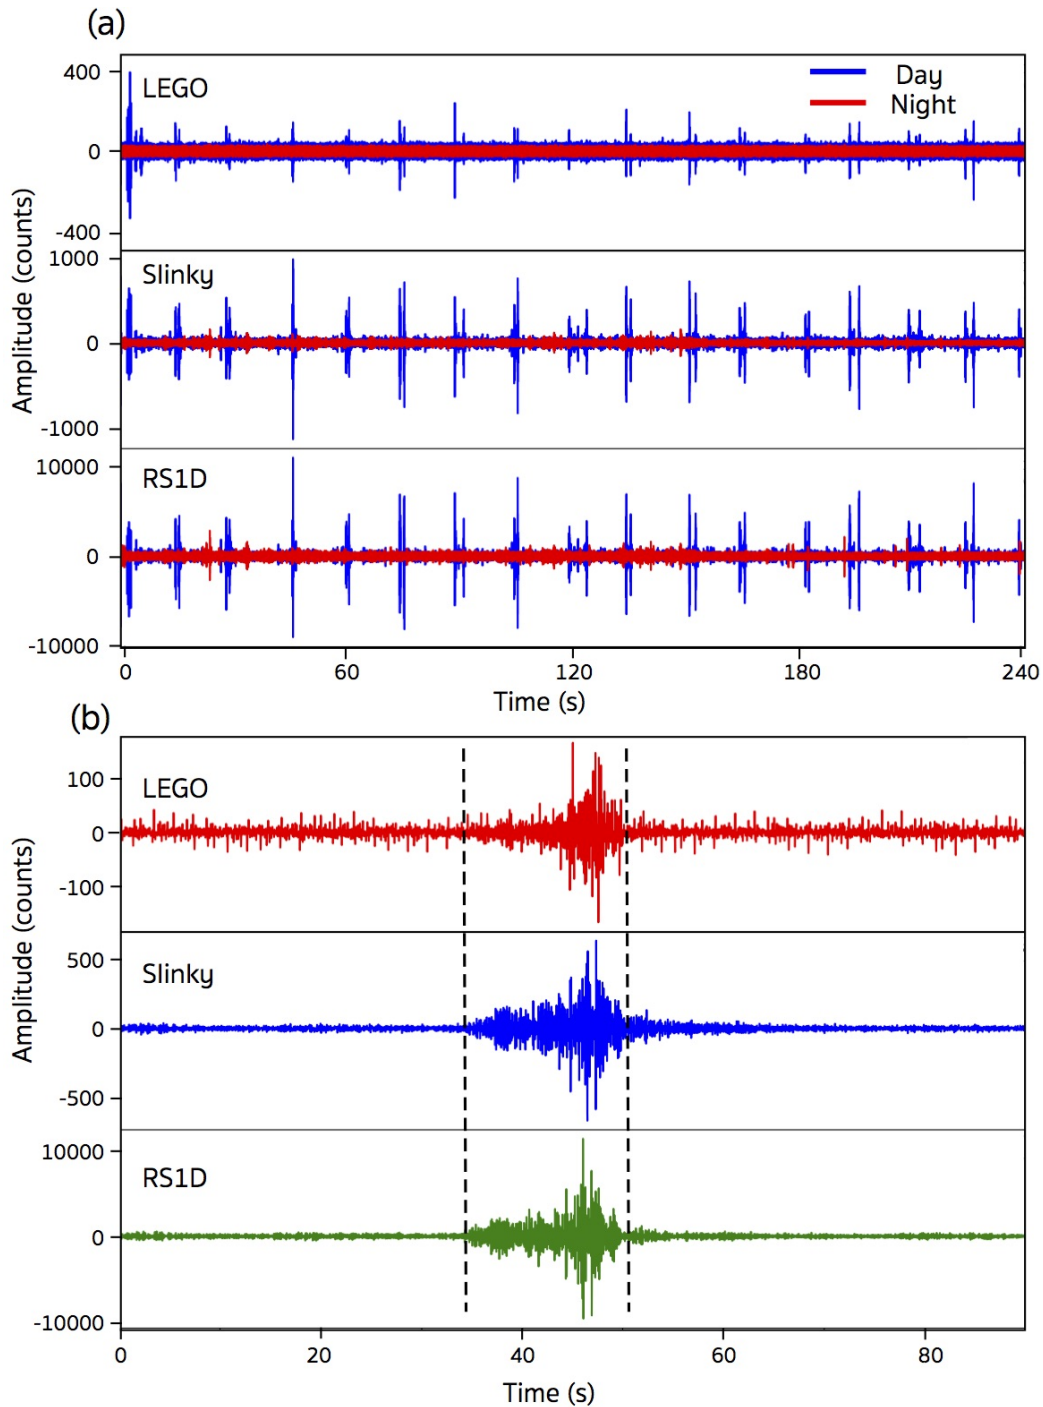 (a)
LEGO
Day
Night
400
0
-400
Slinky
1000
0
-1000
RS1D
10000
0
-10000
Amplitude (counts)
0 60 120 180 240
Time (s)
(b)
LEGO
100
0
-100
Slinky
500
0
-500
RS1D
10000
0
-10000
Amplitude (counts)
0 20 40 60 80
Time (s)